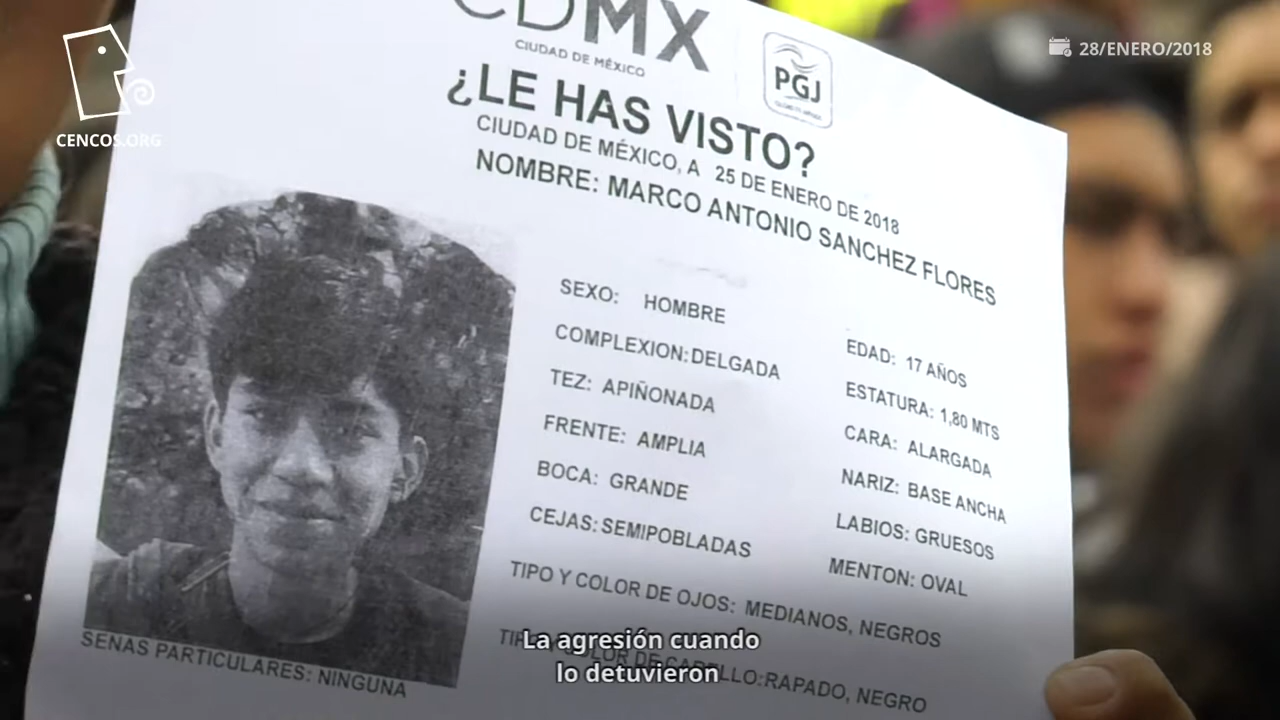 CENCOS.ORG
28/ENERO/2018
CDMX
CIUDAD DE MÉXICO
PGJ
¿LE HAS VISTO?
CIUDAD DE MÉXICO, A 25 DE ENERO DE 2018
NOMBRE: MARCO ANTONIO SANCHEZ FLORES
SEXO: HOMBRE
COMPLEXION: DELGADA
TEZ: APIÑONADA
FRENTE: AMPLIA
BOCA: GRANDE
CEJAS: SEMIPOBLADAS
EDAD: 17 AÑOS
ESTATURA: 1,80 MTS
CARA: ALARGADA
NARIZ: BASE ANCHA
LABIOS: GRUESOS
MENTON: OVAL
TIPO Y COLOR DE OJOS: MEDIANOS, NEGROS
COLOR DE CABELLO: RAPADO, NEGRO
SENAS PARTICULARES: NINGUNA
La agresión cuando
lo detuvieron